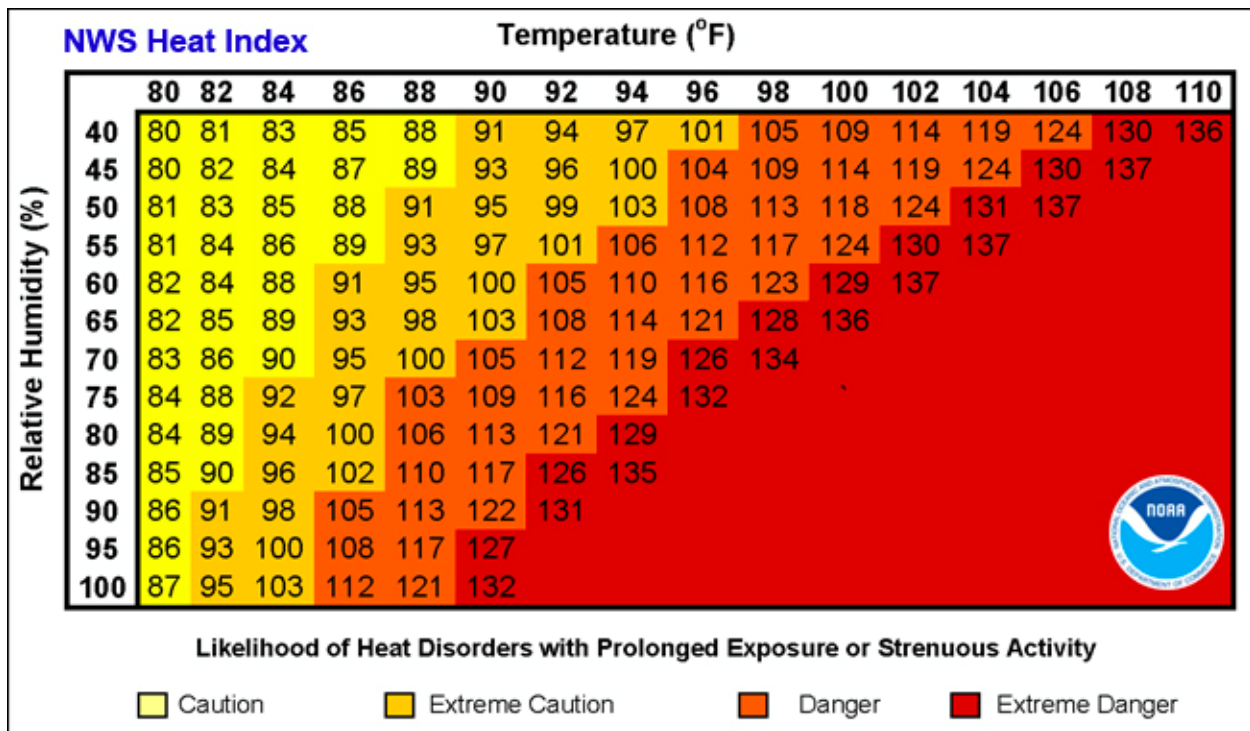 NWS Heat Index
Temperature (°F)
80 82 84 86 88 90 92 94 96 98 100 102 104 106 108 110
Relative Humidity (%)
40 80 81 83 85 88 91 94 97 101 105 109 114 119 124 130 136
45 80 82 84 87 89 93 96 100 104 109 114 119 124 130 137
50 81 83 85 88 91 95 99 103 108 113 118 124 131 137
55 81 84 86 89 93 97 101 106 112 117 124 130 137
60 82 84 88 91 95 100 105 110 116 123 129 137
65 82 85 89 93 98 103 108 114 121 128 136
70 83 86 90 95 100 105 112 119 126 134
75 84 88 92 97 103 109 116 124 132
80 84 89 94 100 106 113 121 129
85 85 90 96 102 110 117 126 135
90 86 91 98 105 113 122 131
95 86 93 100 108 117 127
100 87 95 103 112 121 132
NATIONAL OCEANIC AND ATMOSPHERIC ADMINISTRATION
NOAA
U.S. DEPARTMENT OF COMMERCE
Likelihood of Heat Disorders with Prolonged Exposure or Strenuous Activity
Caution
Extreme Caution
Danger
Extreme Danger